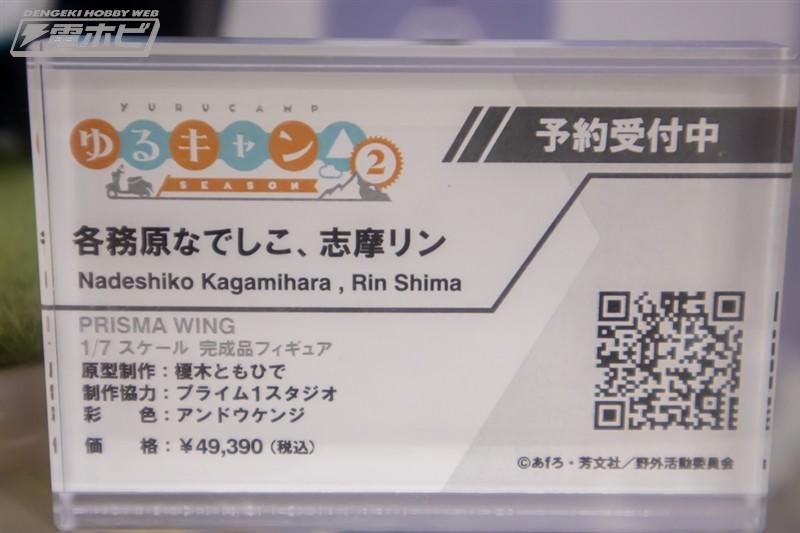 DENGEKI HOBBY WEB
電ホビ
YURUCAMP
ゆるキャン△2
SEASON
予約受付中
各務原なでしこ、志摩リン
Nadeshiko Kagamihara , Rin Shima
PRISMA WING
1/7 スケール 完成品フィギュア
原型制作：榎木ともひで
制作協力：プライム1スタジオ
彩　　色：アンドウケンジ
価　　格：¥49,390（税込）
©あfろ・芳文社／野外活動委員会